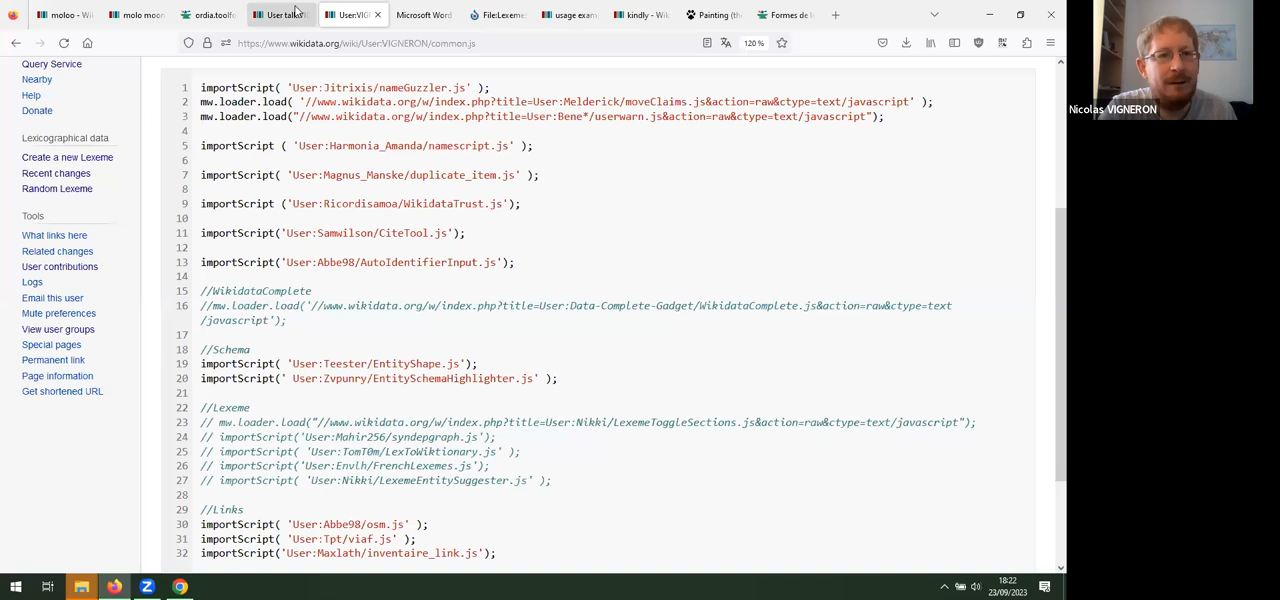 moloo - Wi
molo moon
ordia.toolfe
User talk
User:VIG
Microsoft Word
File:Lexeme
usage exam
kindly - Wik
Painting (the
Formes de l
https://www.wikidata.org/wiki/User:VIGNERON/common.js
120 %
Nicolas VIGNERON
Query Service
Nearby
Help
Donate
Lexicographical data
Create a new Lexeme
Recent changes
Random Lexeme
Tools
What links here
Related changes
User contributions
Logs
Email this user
Mute preferences
View user groups
Special pages
Permanent link
Page information
Get shortened URL
1 importScript( 'User:Jitrixis/nameGuzzler.js' );
2 mw.loader.load( '//www.wikidata.org/w/index.php?title=User:Melderick/moveClaims.js&action=raw&ctype=text/javascript' );
3 mw.loader.load("//www.wikidata.org/w/index.php?title=User:Bene*/userwarn.js&action=raw&ctype=text/javascript");
4
5 importScript ( 'User:Harmonia_Amanda/namescript.js' );
6
7 importScript( 'User:Magnus_Manske/duplicate_item.js' );
8
9 importScript ('User:Ricordisamoa/WikidataTrust.js');
10
11 importScript('User:Samwilson/CiteTool.js');
12
13 importScript('User:Abbe98/AutoIdentifierInput.js');
14
15 //WikidataComplete
16 //mw.loader.load('//www.wikidata.org/w/index.php?title=User:Data-Complete-Gadget/WikidataComplete.js&action=raw&ctype=text
/javascript');
17
18 //Schema
19 importScript( 'User:Teester/EntityShape.js');
20 importScript(' User:Zvpunry/EntitySchemaHighlighter.js' );
21
22 //Lexeme
23 // mw.loader.load("//www.wikidata.org/w/index.php?title=User:Nikki/LexemeToggleSections.js&action=raw&ctype=text/javascript");
24 // importScript('User:Mahir256/syndepgraph.js');
25 // importScript( 'User:TomT0m/LexToWiktionary.js' );
26 // importScript('User:Envlh/FrenchLexemes.js');
27 // importScript( 'User:Nikki/LexemeEntitySuggester.js' );
28
29 //Links
30 importScript( 'User:Abbe98/osm.js' );
31 importScript( 'User:Tpt/viaf.js' );
32 importScript('User:Maxlath/inventaire_link.js');
18:22
23/09/2023